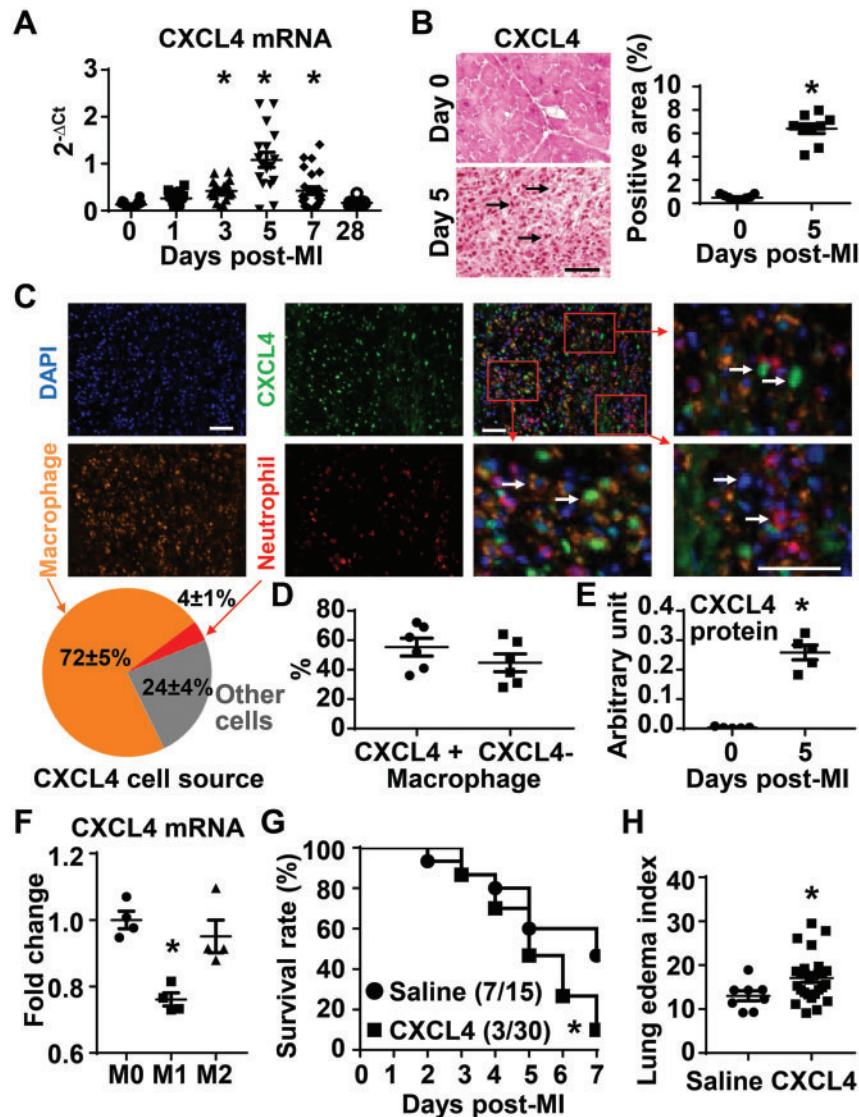 A
CXCL4 mRNA
2-ΔCt
3
2
1
0
*
*
*
0 1 3 5 7 28
Days post-MI
B
CXCL4
Day 0
Day 5
Positive area (%)
10
8
6
4
2
0
*
0 5
Days post-MI
C
DAPI
CXCL4
Macrophage
Neutrophil
4±1%
72±5%
24±4%
Other
cells
CXCL4 cell source
D
%
80
60
40
20
0
CXCL4 + CXCL4-
Macrophage
E
CXCL4
protein
Arbitrary unit
0.4
0.3
0.2
0.1
0.0
*
0 5
Days post-MI
F
CXCL4 mRNA
Fold change
1.2
1.0
0.8
0.6
*
M0 M1 M2
G
Survival rate (%)
100
80
60
40
20
0
Saline (7/15)
CXCL4 (3/30)
*
0 1 2 3 4 5 6 7
Days post-MI
H
Lung edema index
40
30
20
10
0
*
Saline CXCL4